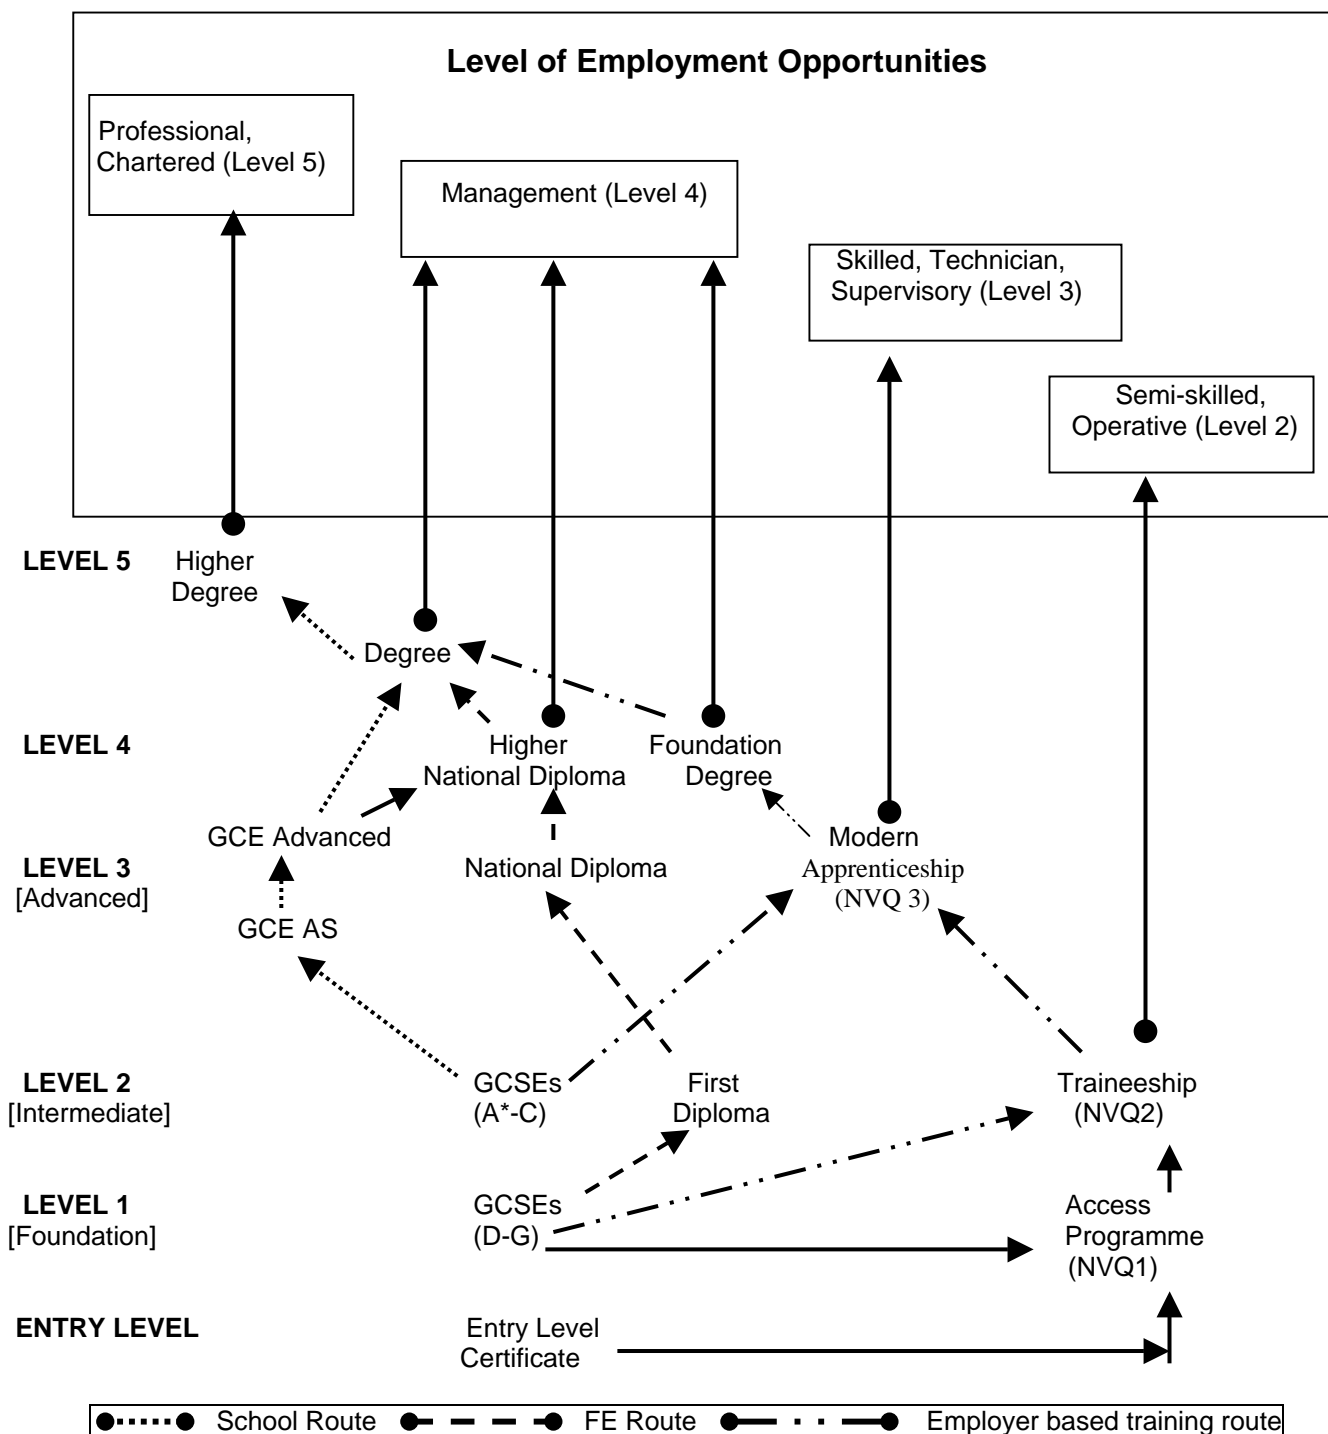 Level of Employment Opportunities
Professional,
Chartered (Level 5)
Management (Level 4)
Skilled, Technician,
Supervisory (Level 3)
Semi-skilled,
Operative (Level 2)
LEVEL 5
Higher
Degree
Degree
LEVEL 4
Higher
National Diploma
Foundation
Degree
GCE Advanced
LEVEL 3
[Advanced]
National Diploma
Modern
Apprenticeship
(NVQ 3)
GCE AS
LEVEL 2
[Intermediate]
GCSEs
(A*-C)
First
Diploma
Traineeship
(NVQ2)
LEVEL 1
[Foundation]
GCSEs
(D-G)
Access
Programme
(NVQ1)
ENTRY LEVEL
Entry Level
Certificate
School Route
FE Route
Employer based training route